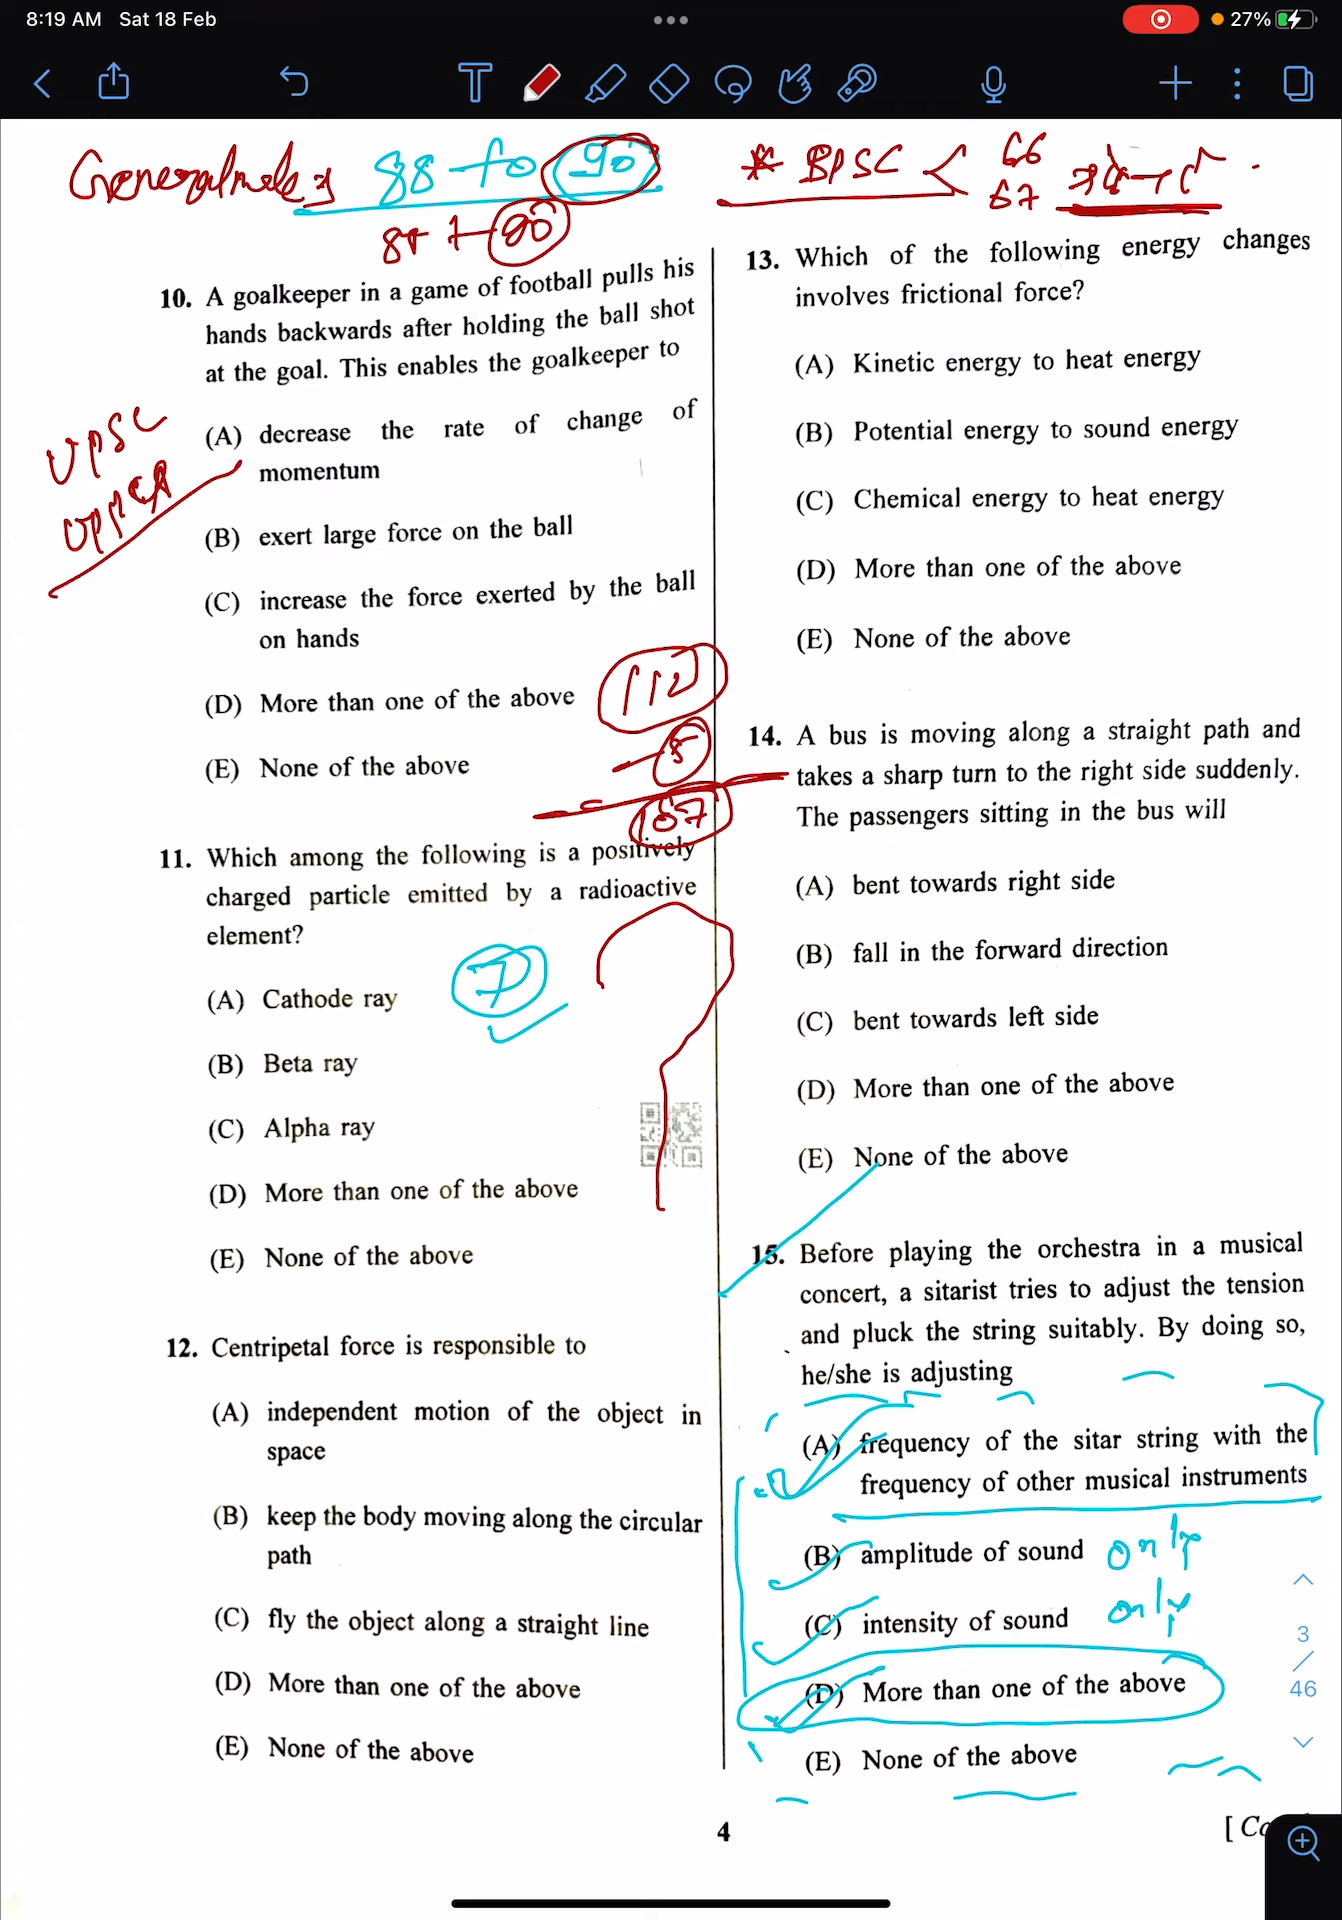 8:19 AM Sat 18 Feb
27%
88 to 90
* BPSC < 66
67
10. A goalkeeper in a game of football pulls his
hands backwards after holding the ball shot
at the goal. This enables the goalkeeper to
UPSC
(A) decrease the rate of change of
momentum
(B) exert large force on the ball
(C) increase the force exerted by the ball
on hands
(D) More than one of the above
112
(E) None of the above
11. Which among the following is a positively
charged particle emitted by a radioactive
element?
7
(A) Cathode ray
(B) Beta ray
(C) Alpha ray
(D) More than one of the above
(E) None of the above
12. Centripetal force is responsible to
(A) independent motion of the object in
space
(B) keep the body moving along the circular
path
(C) fly the object along a straight line
(D) More than one of the above
(E) None of the above
13. Which of the following energy changes
involves frictional force?
(A) Kinetic energy to heat energy
(B) Potential energy to sound energy
(C) Chemical energy to heat energy
(D) More than one of the above
(E) None of the above
14. A bus is moving along a straight path and
takes a sharp turn to the right side suddenly.
The passengers sitting in the bus will
(A) bent towards right side
(B) fall in the forward direction
(C) bent towards left side
(D) More than one of the above
(E) None of the above
15. Before playing the orchestra in a musical
concert, a sitarist tries to adjust the tension
and pluck the string suitably. By doing so,
he/she is adjusting
(A) frequency of the sitar string with the
frequency of other musical instruments
(B) amplitude of sound only
(C) intensity of sound only
(D) More than one of the above
(E) None of the above
3
/
46
4